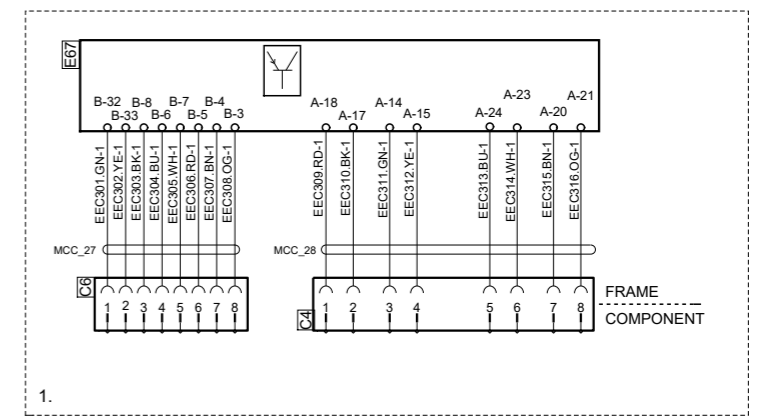 E67
B-32 B-8 B-7 B-4
B-33 B-6 B-5 B-3
A-18 A-14
A-17 A-15
A-23 A-21
A-24 A-20
EEC301.GN-1
EEC302.YE-1
EEC303.BK-1
EEC304.BU-1
EEC305.WH-1
EEC306.RD-1
EEC307.BN-1
EEC308.OG-1
EEC309.RD-1
EEC310.BK-1
EEC311.GN-1
EEC312.YE-1
EEC313.BU-1
EEC314.WH-1
EEC315.BN-1
EEC316.OG-1
MCC_27
MCC_28
C6
1 2 3 4 5 6 7 8
C4
1 2 3 4 5 6 7 8
FRAME
COMPONENT
1.